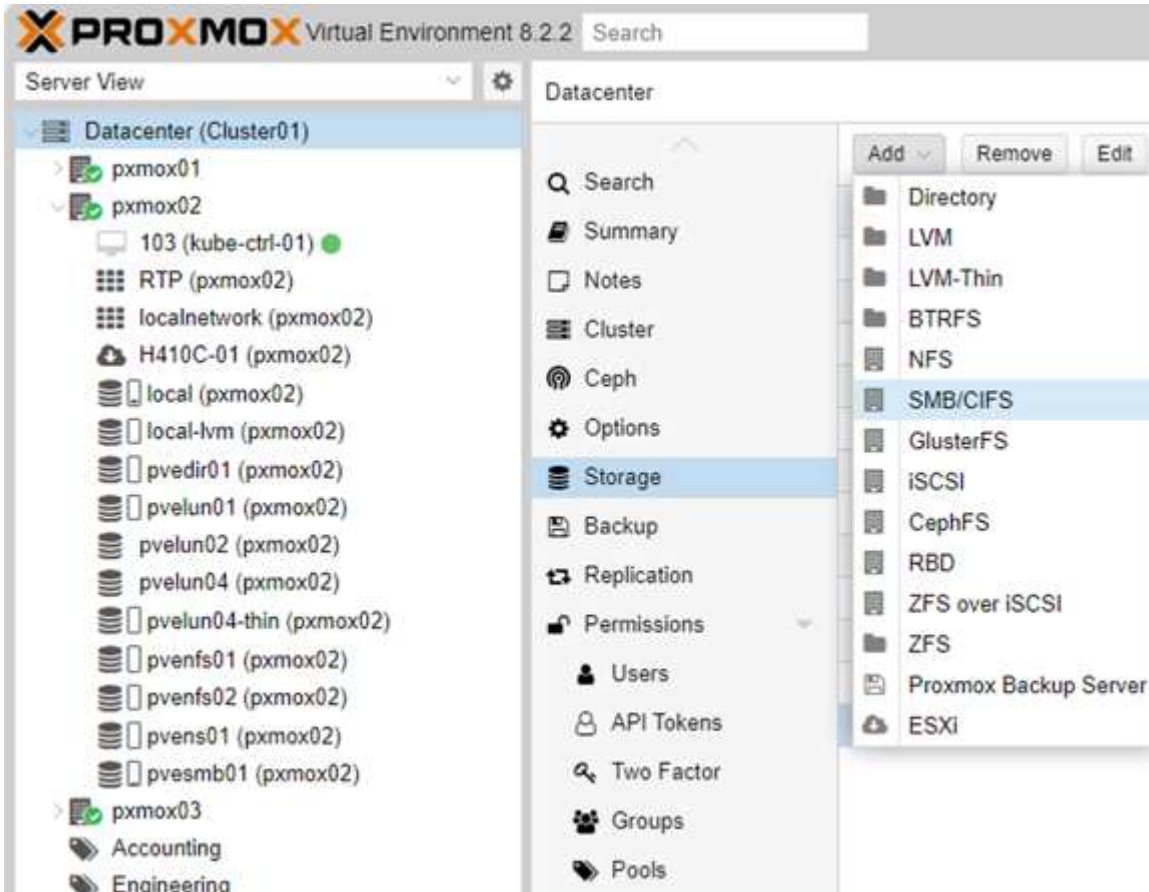 PROXMOX Virtual Environment 8.2.2 Search
Server View
Datacenter (Cluster01)
pxmox01
pxmox02
103 (kube-ctrl-01)
RTP (pxmox02)
localnetwork (pxmox02)
H410C-01 (pxmox02)
local (pxmox02)
local-lvm (pxmox02)
pvedir01 (pxmox02)
pvelun01 (pxmox02)
pvelun02 (pxmox02)
pvelun04 (pxmox02)
pvelun04-thin (pxmox02)
pvenfs01 (pxmox02)
pvenfs02 (pxmox02)
pvens01 (pxmox02)
pvesmb01 (pxmox02)
pxmox03
Accounting
Engineering
Datacenter
Search
Summary
Notes
Cluster
Ceph
Options
Storage
Backup
Replication
Permissions
Users
API Tokens
Two Factor
Groups
Pools
Add Remove Edit
Directory
LVM
LVM-Thin
BTRFS
NFS
SMB/CIFS
GlusterFS
iSCSI
CephFS
RBD
ZFS over iSCSI
ZFS
Proxmox Backup Server
ESXi